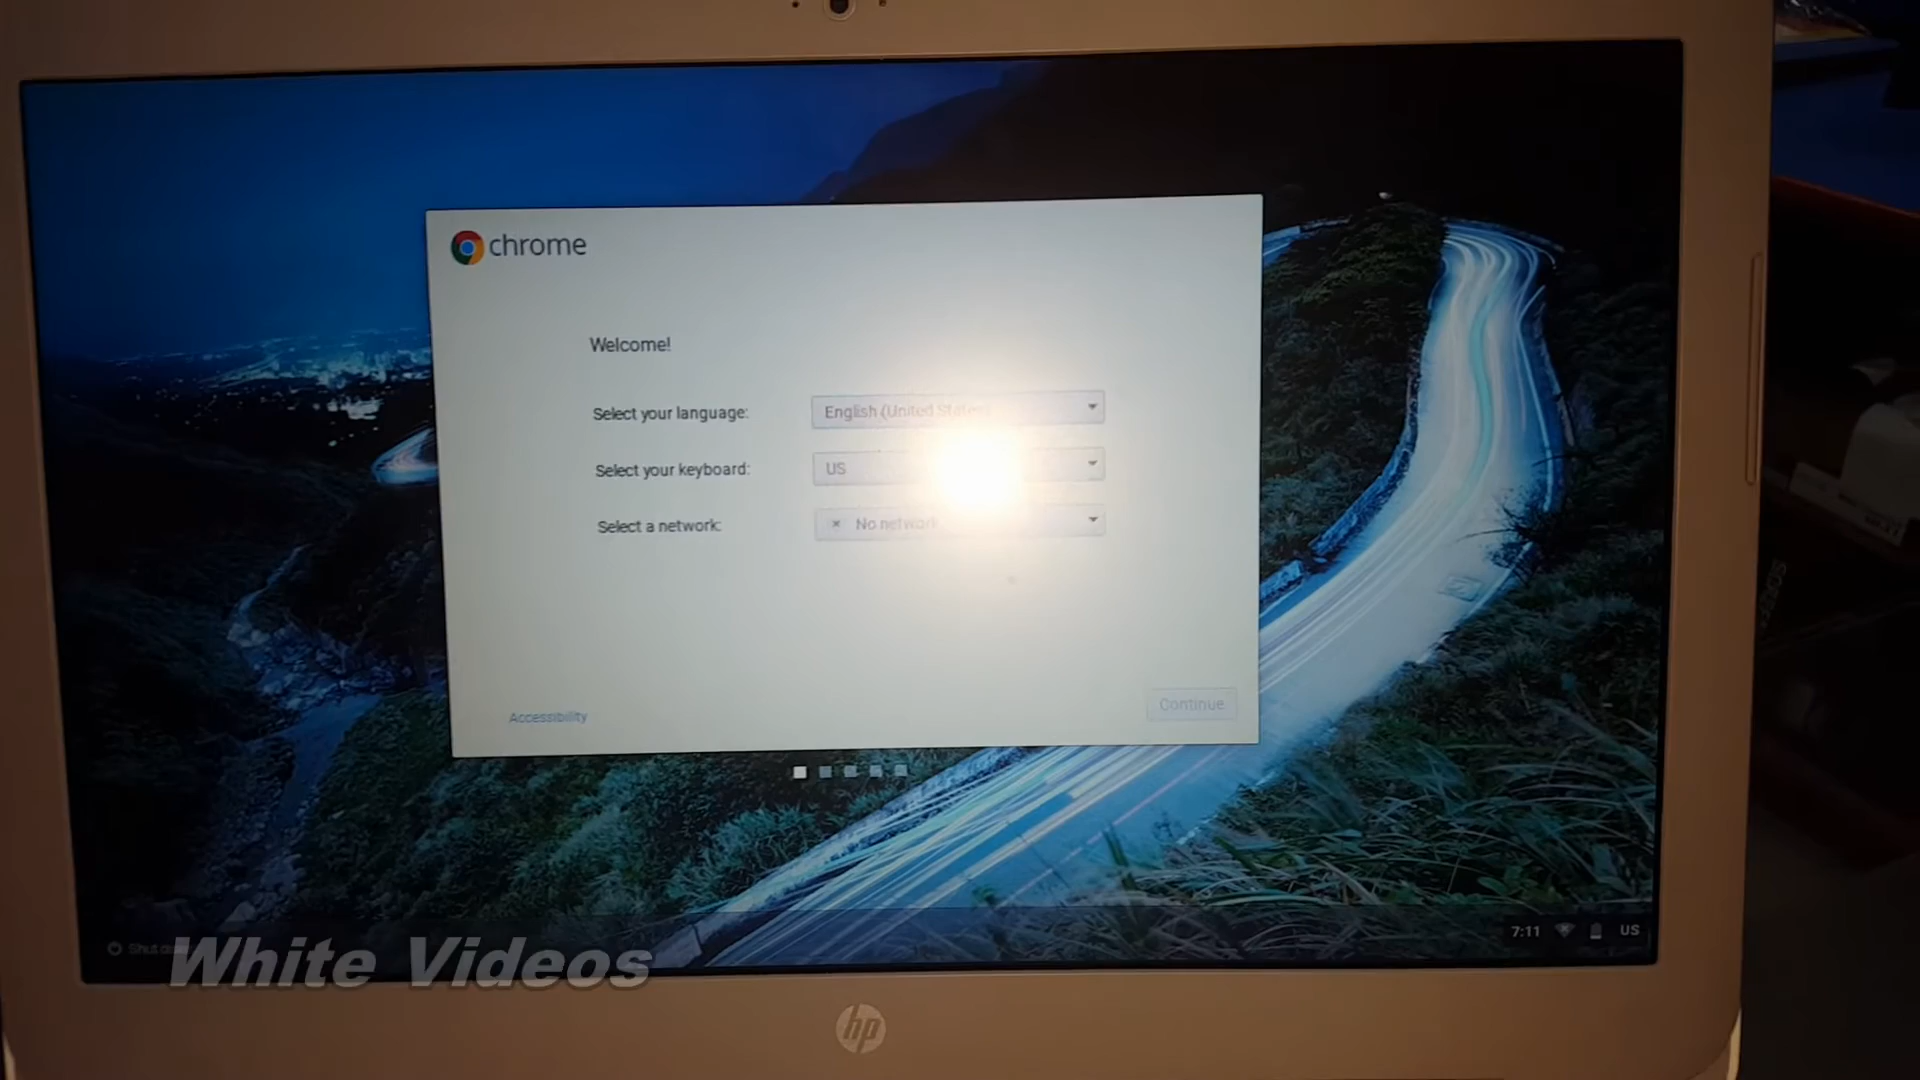 chrome
Welcome!
Select your language: English (United States)
Select your keyboard: US
Select a network: × No network
Accessibility
Continue
7:11 US
White Videos
hp